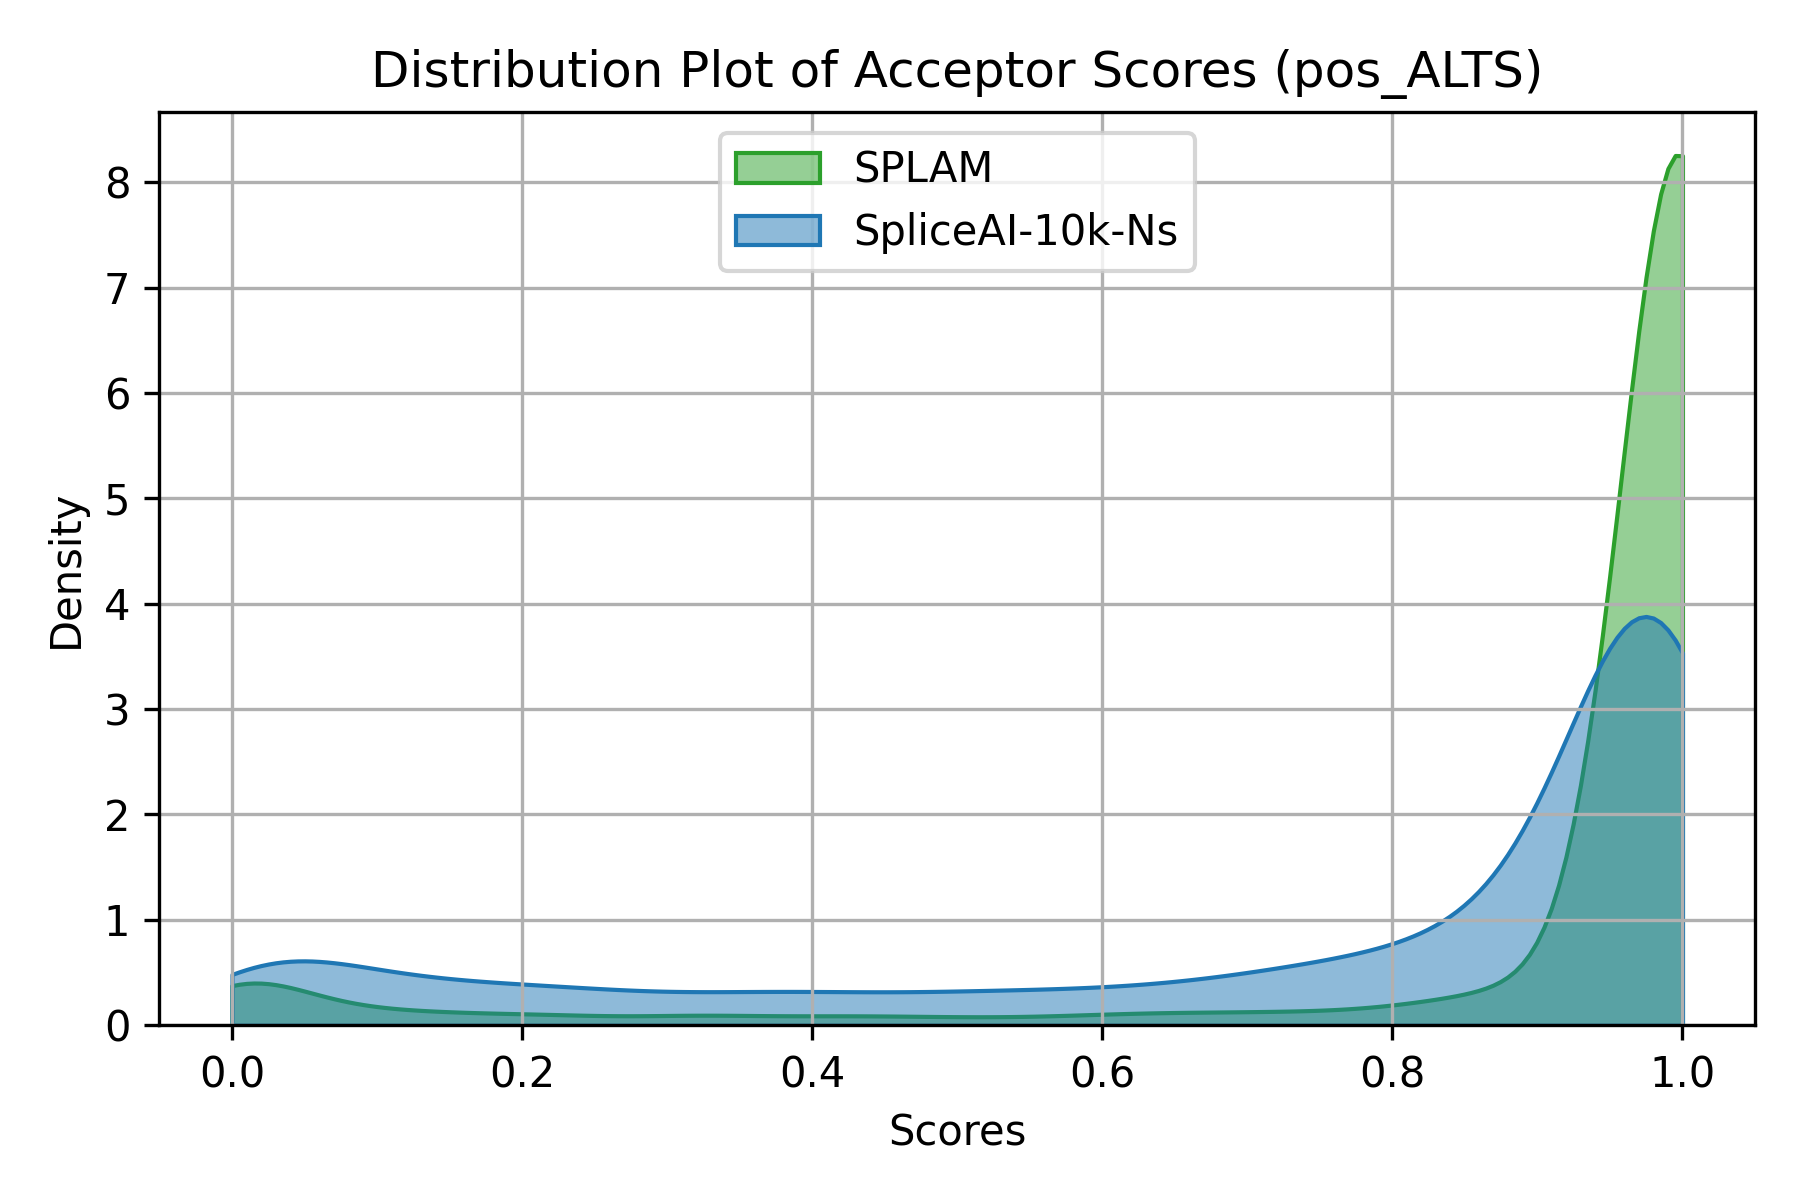 Distribution Plot of Acceptor Scores (pos_ALTS)
SPLAM
SpliceAI-10k-Ns
Density
8
7
6
5
4
3
2
1
0
0.0 0.2 0.4 0.6 0.8 1.0
Scores